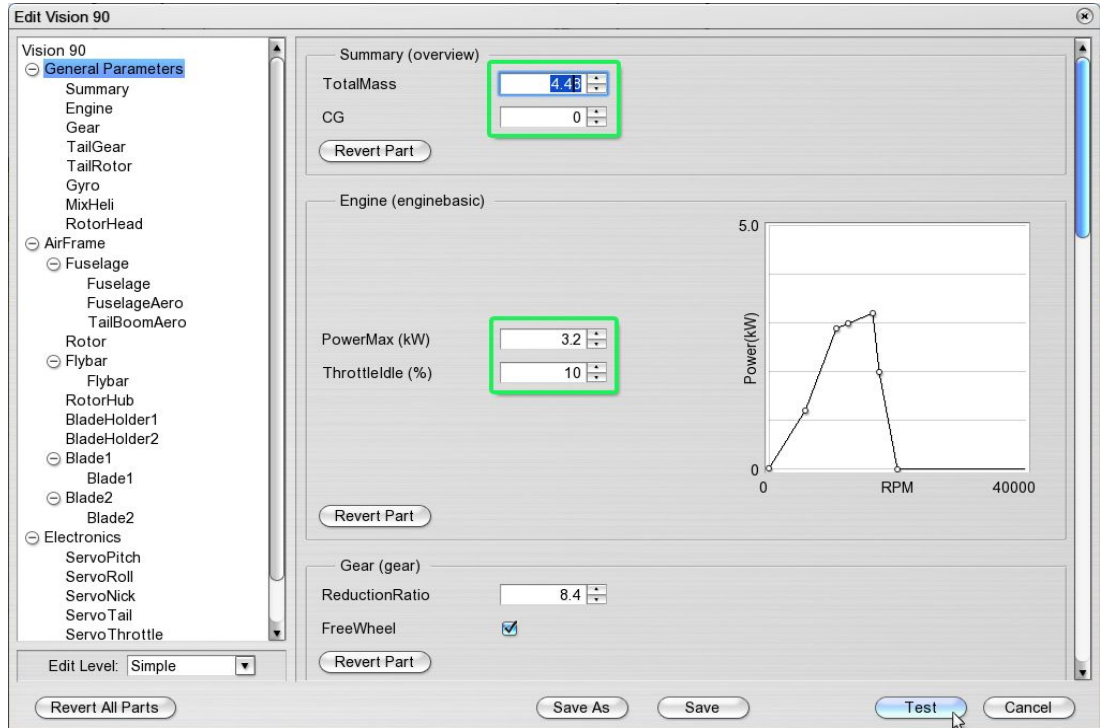 Edit Vision 90
Vision 90
General Parameters
Summary
Engine
Gear
TailGear
TailRotor
Gyro
MixHeli
RotorHead
AirFrame
Fuselage
Fuselage
FuselageAero
TailBoomAero
Rotor
Flybar
Flybar
RotorHub
BladeHolder1
BladeHolder2
Blade1
Blade1
Blade2
Blade2
Electronics
ServoPitch
ServoRoll
ServoNick
ServoTail
ServoThrottle
Edit Level: Simple
Summary (overview)
TotalMass 4.48
CG 0
Revert Part
Engine (enginebasic)
PowerMax (kW) 3.2
ThrottleIdle (%) 10
5.0
Power(kW)
0
0 RPM 40000
Revert Part
Gear (gear)
ReductionRatio 8.4
FreeWheel
Revert Part
Revert All Parts Save As Save Test Cancel